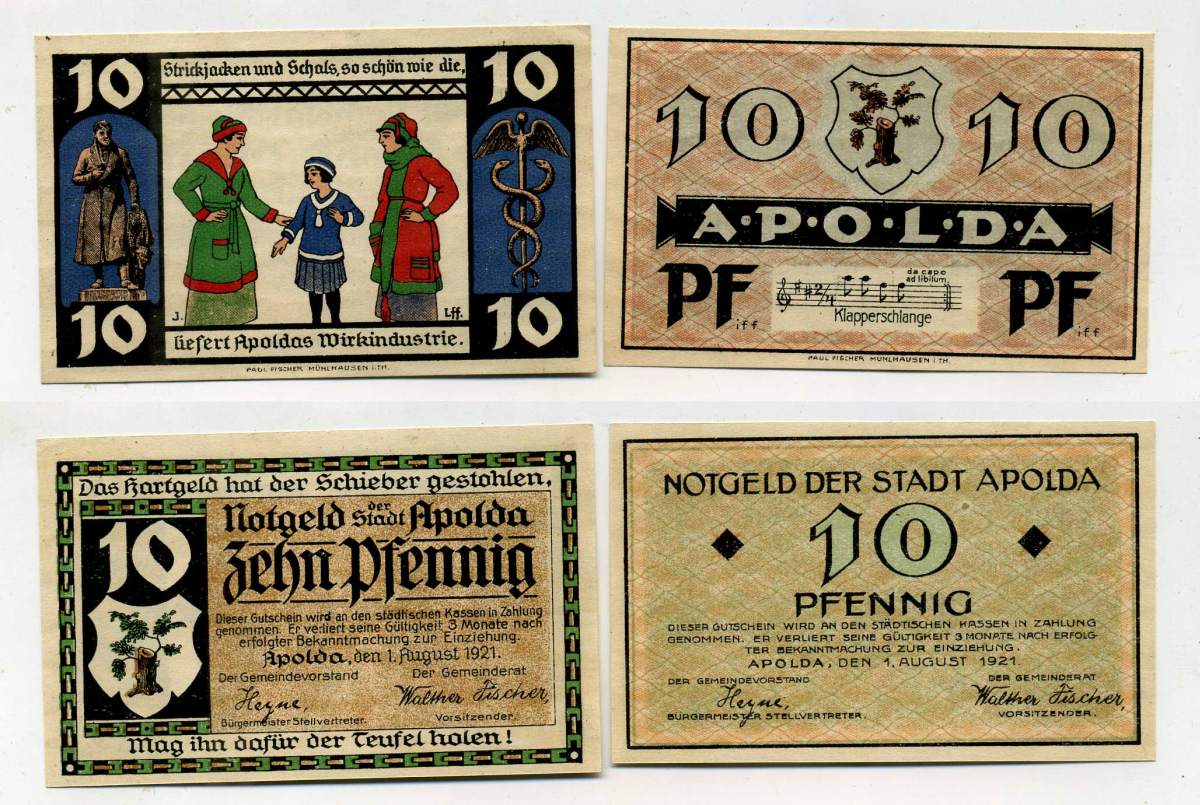 10
Strickjacken und Schals, so schön wie die,
10
J.
Lff.
10
liefert Apoldas Wirkindustrie.
10
PAUL FISCHER MÜHLHAUSEN i. TH.
10 10
A·P·O·L·D·A
PF
2/4
da capo
ad libilum
Klapperschlange
PF
iff
iff
PAUL FISCHER MÜHLHAUSEN i. TH.
Das Hartgeld hat der Schieber gestohlen,
10
Notgeld der Stadt Apolda
Zehn Pfennig
Dieser Gutschein wird an den städtischen Kassen in Zahlung
genommen. Er verliert seine Gültigkeit 3 Monate nach
erfolgter Bekanntmachung zur Einziehung.
Apolda, den 1. August 1921.
Der Gemeindevorstand
Der Gemeinderat
Heyne,
Walther Fischer,
Bürgermeister Stellvertreter.
Vorsitzender.
Mag ihn dafür der Teufel holen!
NOTGELD DER STADT APOLDA
10
PFENNIG
DIESER GUTSCHEIN WIRD AN DEN STÄDTISCHEN KASSEN IN ZAHLUNG
GENOMMEN. ER VERLIERT SEINE GÜLTIGKEIT 3 MONATE NACH ERFOLG-
TER BEKANNTMACHUNG ZUR EINZIEHUNG.
APOLDA, DEN 1. AUGUST 1921.
DER GEMEINDEVORSTAND
DER GEMEINDERAT
Heyne,
Walther Fischer,
BÜRGERMEISTER STELLVERTRETER.
VORSITZENDER.